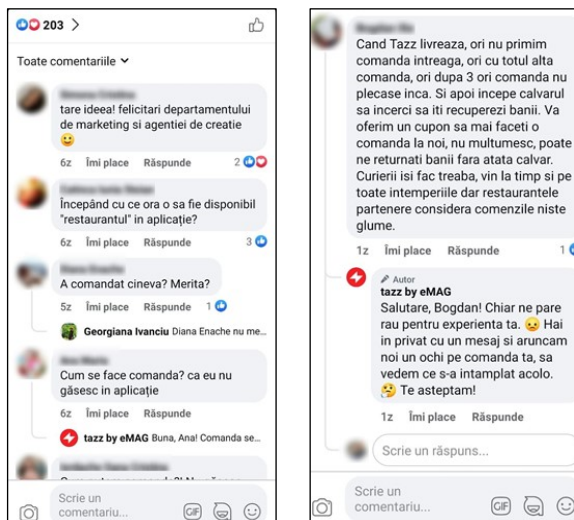 203 >
Toate comentariile
tare ideea! felicitari departamentului
de marketing si agentiei de creatie
6z Îmi place Răspunde 2
Începând cu ce ora o sa fie disponibil
"restaurantul" in aplicație?
6z Îmi place Răspunde 3
A comandat cineva? Merita?
5z Îmi place Răspunde 1
Georgiana Ivanciu Diana Enache nu me...
Cum se face comanda? ca eu nu
găsesc in aplicație
6z Îmi place Răspunde
tazz by eMAG Buna, Ana! Comanda se...
Scrie un
comentariu...
GIF
Cand Tazz livreaza, ori nu primim
comanda intreaga, ori cu totul alta
comanda, ori dupa 3 ori comanda nu
plecase inca. Si apoi incepe calvarul
sa incerci sa iti recuperezi banii. Va
oferim un cupon sa mai faceti o
comanda la noi, nu multumesc, poate
ne returnati banii fara atata calvar.
Curierii isi fac treaba, vin la timp si pe
toate intemperiile dar restaurantele
partenere considera comenzile niste
glume.
1z Îmi place Răspunde 1
Autor
tazz by eMAG
Salutare, Bogdan! Chiar ne pare
rau pentru experienta ta. Hai
in privat cu un mesaj si aruncam
noi un ochi pe comanda ta, sa
vedem ce s-a intamplat acolo.
Te asteptam!
1z Îmi place Răspunde
Scrie un răspuns...
Scrie un
comentariu...
GIF